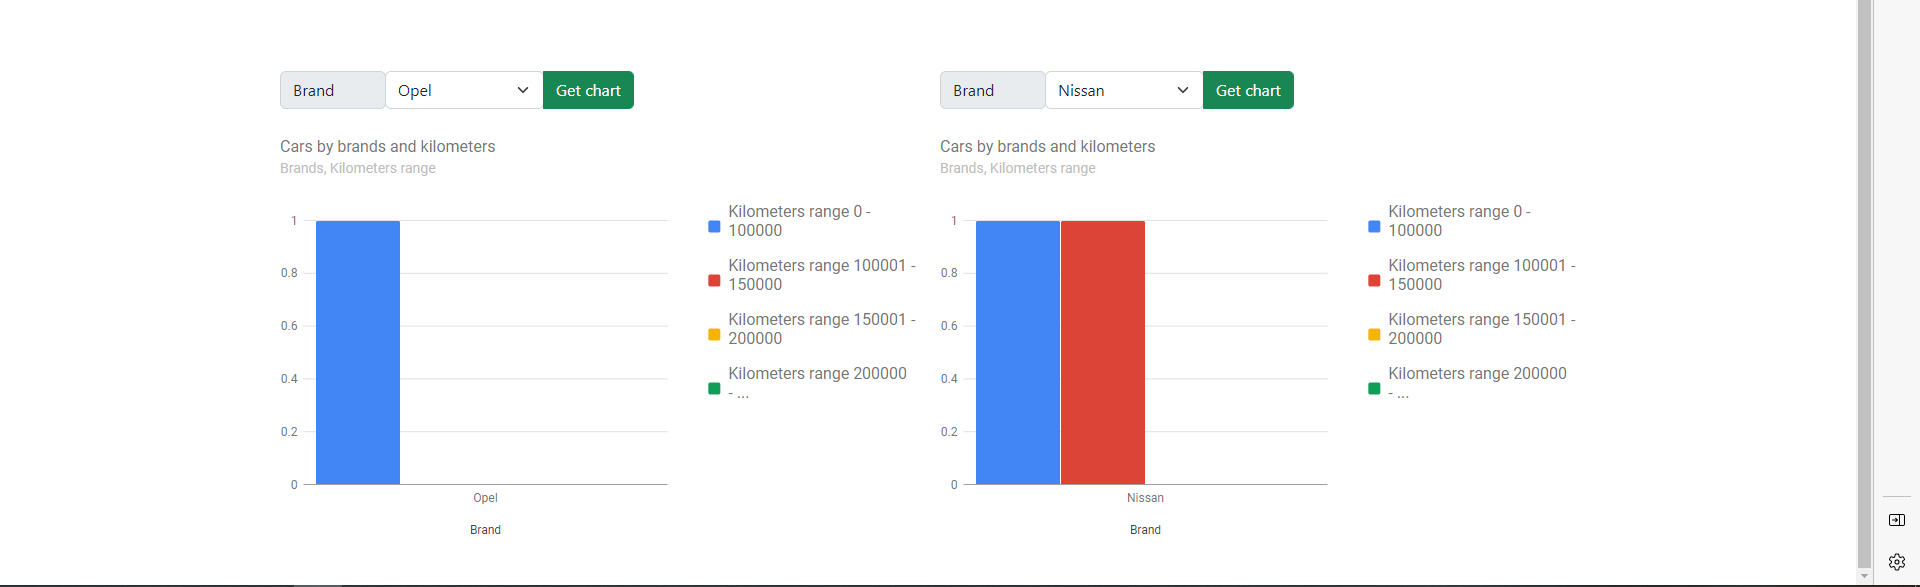 Brand
Opel
Get chart
Cars by brands and kilometers
Brands, Kilometers range
1
0.8
0.6
0.4
0.2
0
Opel
Brand
Kilometers range 0 -
100000
Kilometers range 100001 -
150000
Kilometers range 150001 -
200000
Kilometers range 200000
- ...
Brand
Nissan
Get chart
Cars by brands and kilometers
Brands, Kilometers range
1
0.8
0.6
0.4
0.2
0
Nissan
Brand
Kilometers range 0 -
100000
Kilometers range 100001 -
150000
Kilometers range 150001 -
200000
Kilometers range 200000
- ...